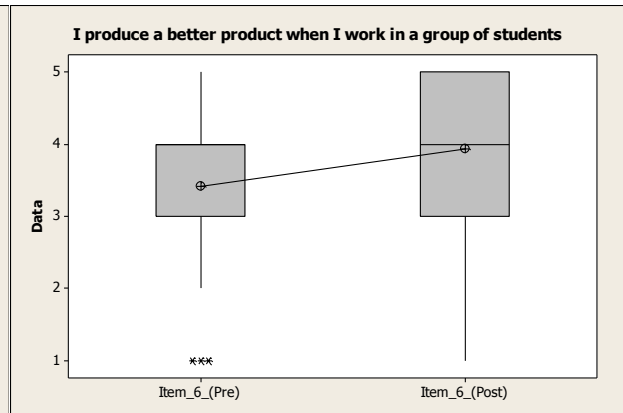 I produce a better product when I work in a group of students
5
4
3
2
1
Data
Item_6_(Pre)
Item_6_(Post)